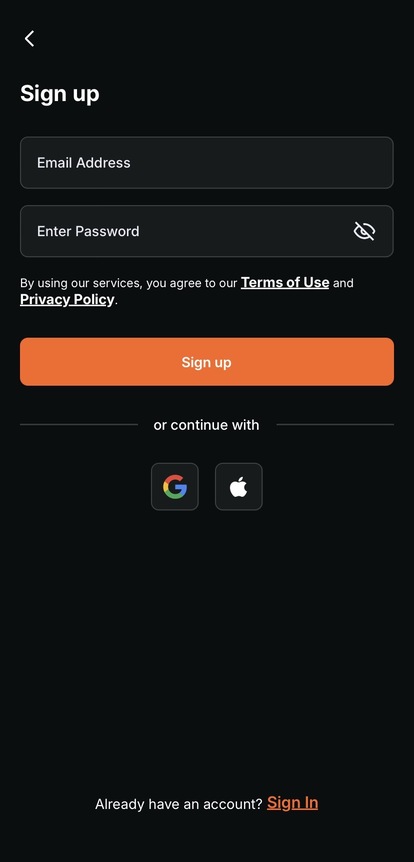 Sign up
Email Address
Enter Password
By using our services, you agree to our Terms of Use and
Privacy Policy.
Sign up
or continue with
Already have an account? Sign In